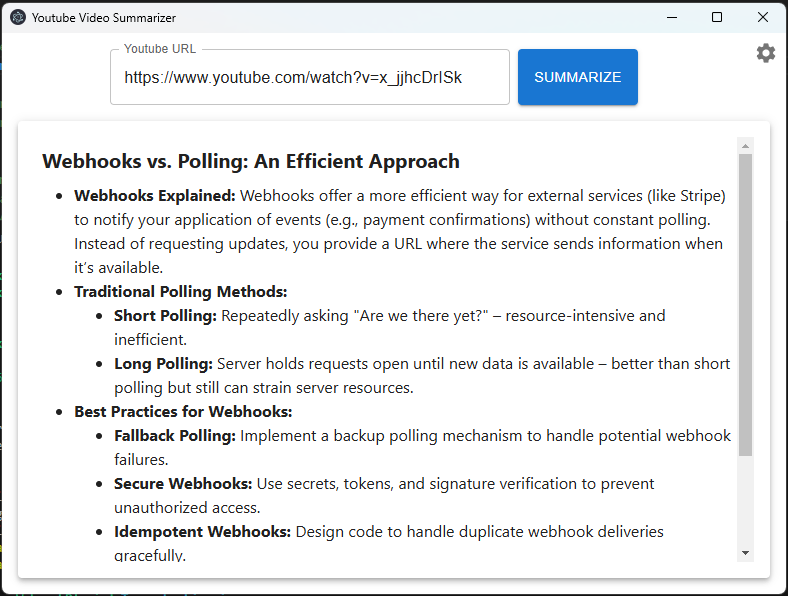 Youtube Video Summarizer
Youtube URL
https://www.youtube.com/watch?v=x_jjhcDrISk
SUMMARIZE
Webhooks vs. Polling: An Efficient Approach
• Webhooks Explained: Webhooks offer a more efficient way for external services (like Stripe)
to notify your application of events (e.g., payment confirmations) without constant polling.
Instead of requesting updates, you provide a URL where the service sends information when
it’s available.
• Traditional Polling Methods:
• Short Polling: Repeatedly asking "Are we there yet?" – resource-intensive and
inefficient.
• Long Polling: Server holds requests open until new data is available – better than short
polling but still can strain server resources.
• Best Practices for Webhooks:
• Fallback Polling: Implement a backup polling mechanism to handle potential webhook
failures.
• Secure Webhooks: Use secrets, tokens, and signature verification to prevent
unauthorized access.
• Idempotent Webhooks: Design code to handle duplicate webhook deliveries
gracefully.